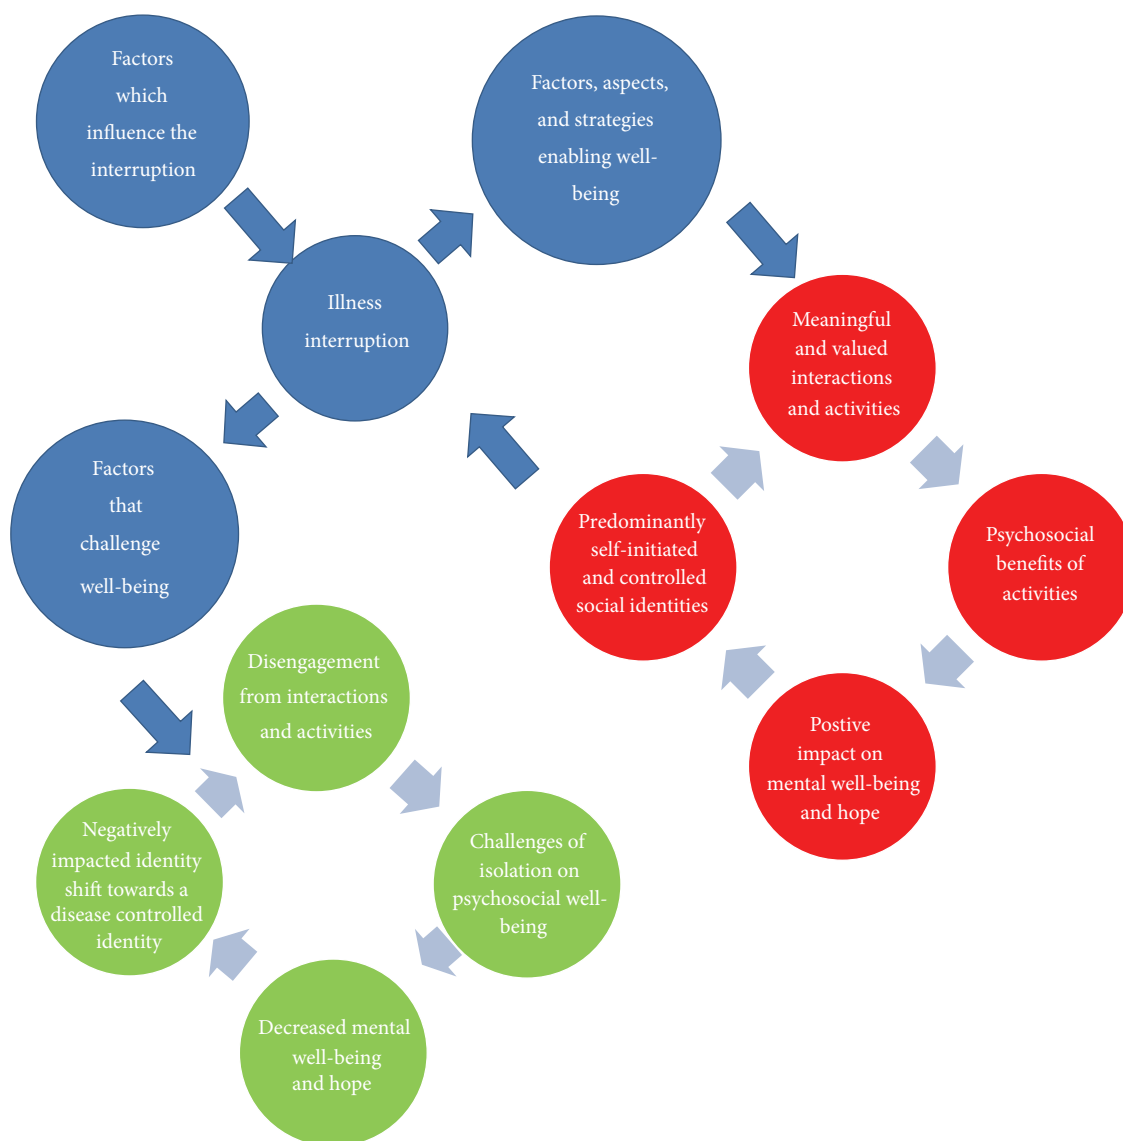 Factors
which
influence the
interruption
Factors, aspects,
and strategies
enabling well-
being
Illness
interruption
Meaningful
and valued
interactions
and activities
Factors
that
challenge
well-being
Predominantly
self-initiated
and controlled
social identities
Psychosocial
benefits of
activities
Disengagement
from interactions
and activities
Postive
impact on
mental well-being
and hope
Negatively
impacted identity
shift towards a
disease controlled
identity
Challenges of
isolation on
psychosocial well-
being
Decreased mental
well-being
and hope